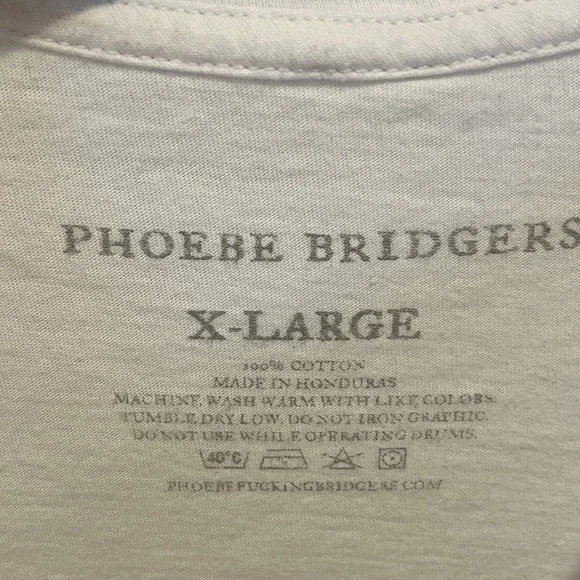 PHOEBE BRIDGERS
X-LARGE
100% COTTON
MADE IN HONDURAS
MACHINE WASH WARM WITH LIKE COLORS.
TUMBLE DRY LOW. DO NOT IRON GRAPHIC.
DO NOT USE WHILE OPERATING DRUMS.
40°C
PHOEBEFUCKINGBRIDGERS.COM